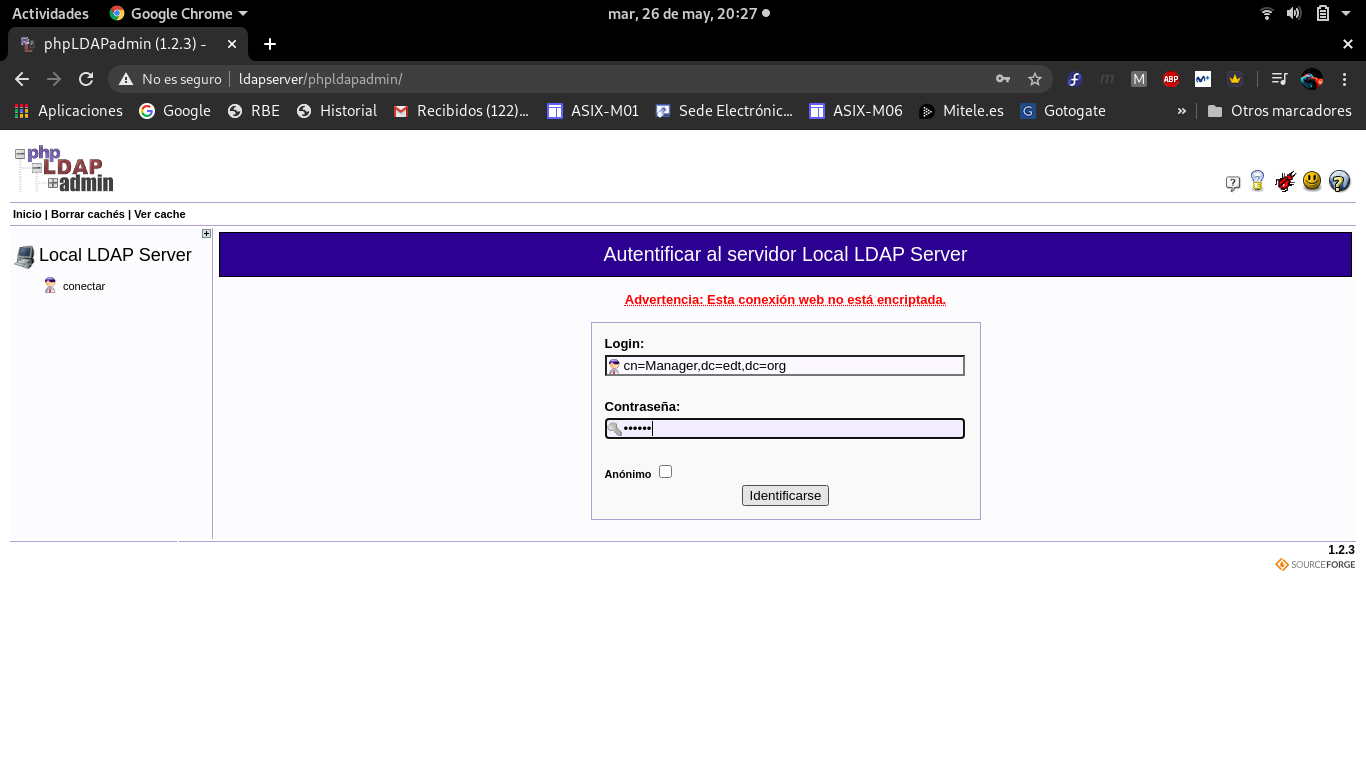 Actividades Google Chrome mar, 26 de may, 20:27
phpLDAPadmin (1.2.3) -
No es seguro ldapserver/phpldapadmin/ ABP
Aplicaciones Google RBE Historial Recibidos (122)... ASIX-M01 Sede Electrónic... ASIX-M06 Mitele.es Gotogate » Otros marcadores
php
LDAP
admin
Inicio | Borrar cachés | Ver cache
Local LDAP Server
conectar
Autentificar al servidor Local LDAP Server
Advertencia: Esta conexión web no está encriptada.
Login:
cn=Manager,dc=edt,dc=org
Contraseña:
••••••
Anónimo
Identificarse
1.2.3
SOURCEFORGE